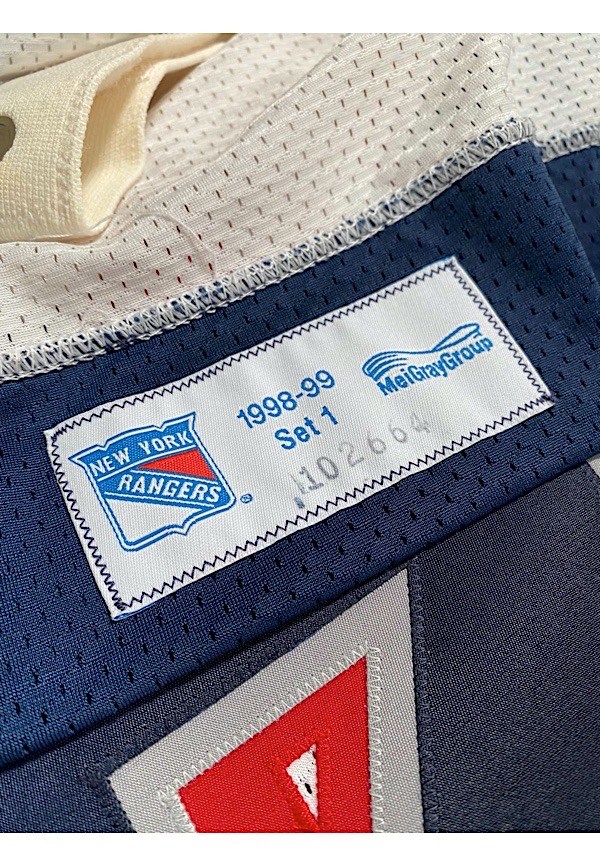 NEW YORK
RANGERS
®
1998-99
Set 1
MeiGrayGroup
102664